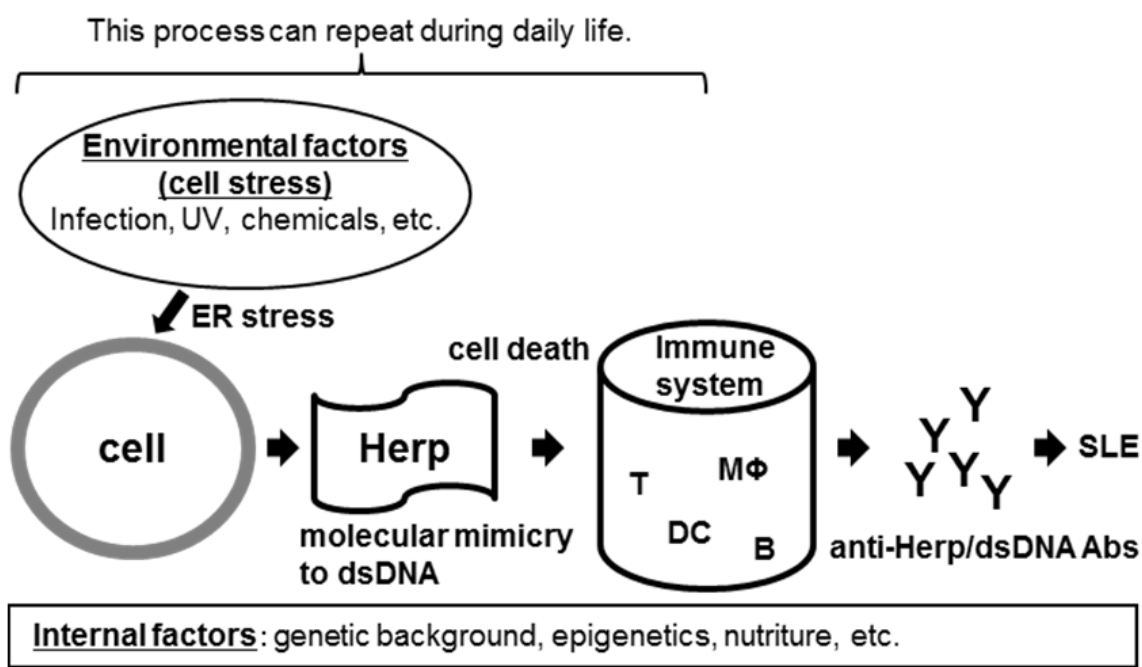 This process can repeat during daily life.
Environmental factors
(cell stress)
Infection, UV, chemicals, etc.
ER stress
cell
Herp
molecular mimicry
to dsDNA
cell death
Immune
system
T
MΦ
DC
B
Y
Y
Y
Y
Y
anti-Herp/dsDNA Abs
SLE
Internal factors: genetic background, epigenetics, nutriture, etc.